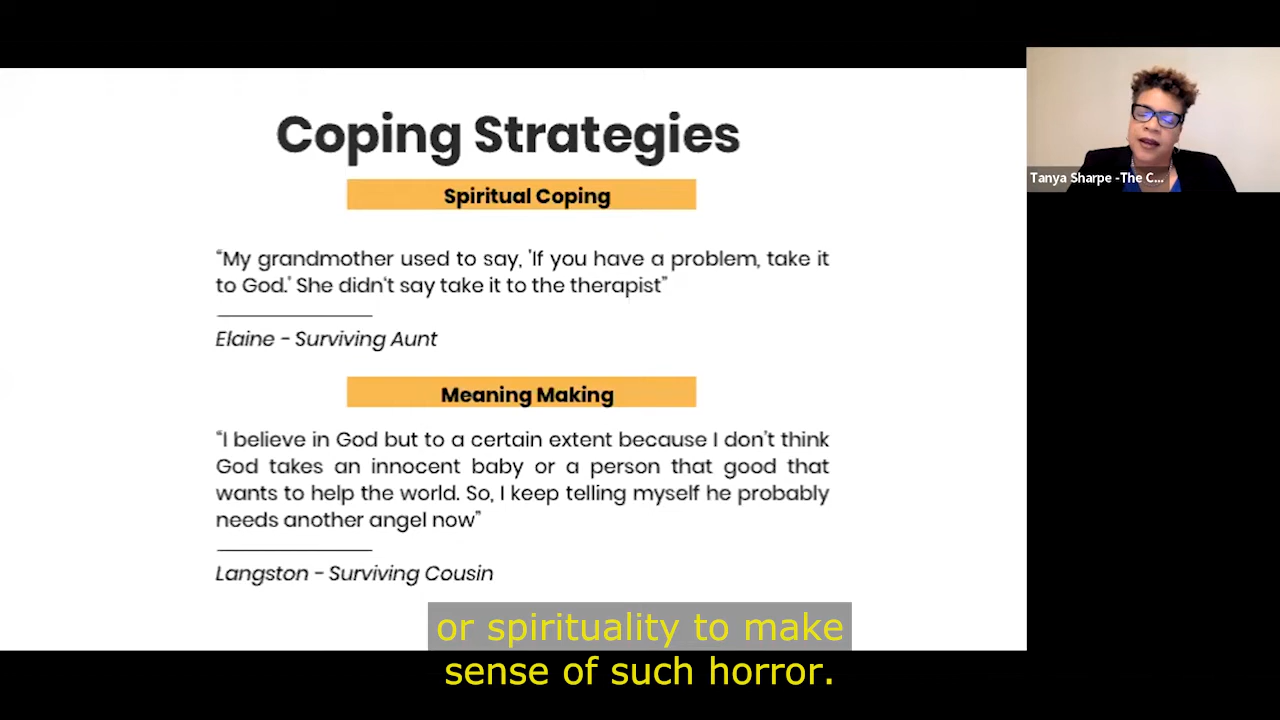 Coping Strategies
Spiritual Coping
“My grandmother used to say, 'If you have a problem, take it
to God.' She didn't say take it to the therapist”
Elaine - Surviving Aunt
Meaning Making
“I believe in God but to a certain extent because I don’t think
God takes an innocent baby or a person that good that
wants to help the world. So, I keep telling myself he probably
needs another angel now”
Langston - Surviving Cousin
Tanya Sharpe -The C...
or spirituality to make
sense of such horror.